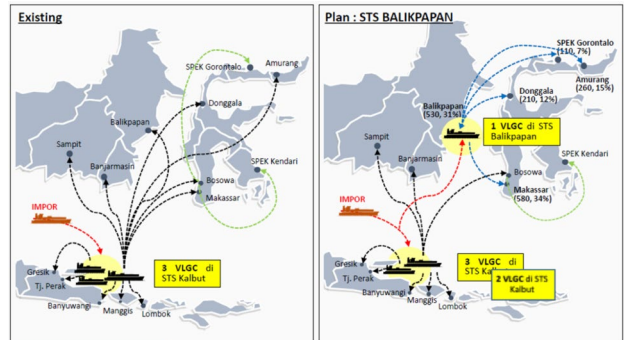 Existing
SPEK Gorontalo
Amurang
Donggala
Balikpapan
Sampit
Banjarmasin
SPEK Kendari
Bosowa
Makassar
IMPOR
3 VLGC di
STS Kalbut
Gresik
Tj. Perak
Banyuwangi
Manggis
Lombok
Plan : STS BALIKPAPAN
SPEK Gorontalo
(110, 7%)
Amurang
(260, 15%)
Donggala
(210, 12%)
Balikpapan
(530, 31%)
1 VLGC di STS
Balikpapan
Sampit
Banjarmasin
SPEK Kendari
Bosowa
Makassar
(580, 34%)
IMPOR
3 VLGC di
STS Kalbut
2 VLGC di STS
Kalbut
Gresik
Tj. Perak
Banyuwangi
Manggis
Lombok